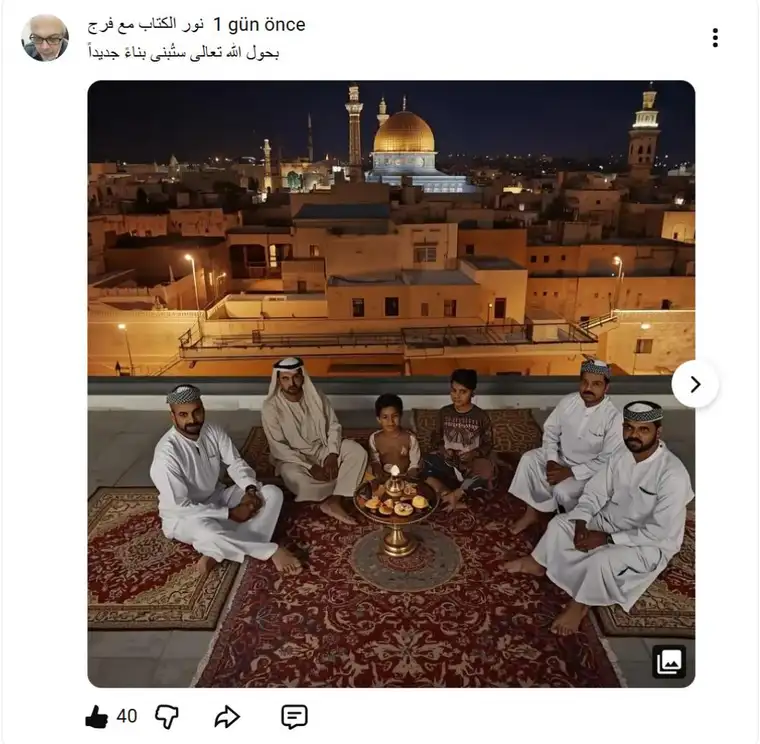 نور الكتاب مع فرج 1 gün önce
بحول الله تعالى ستُبنى بناءً جديداً
40